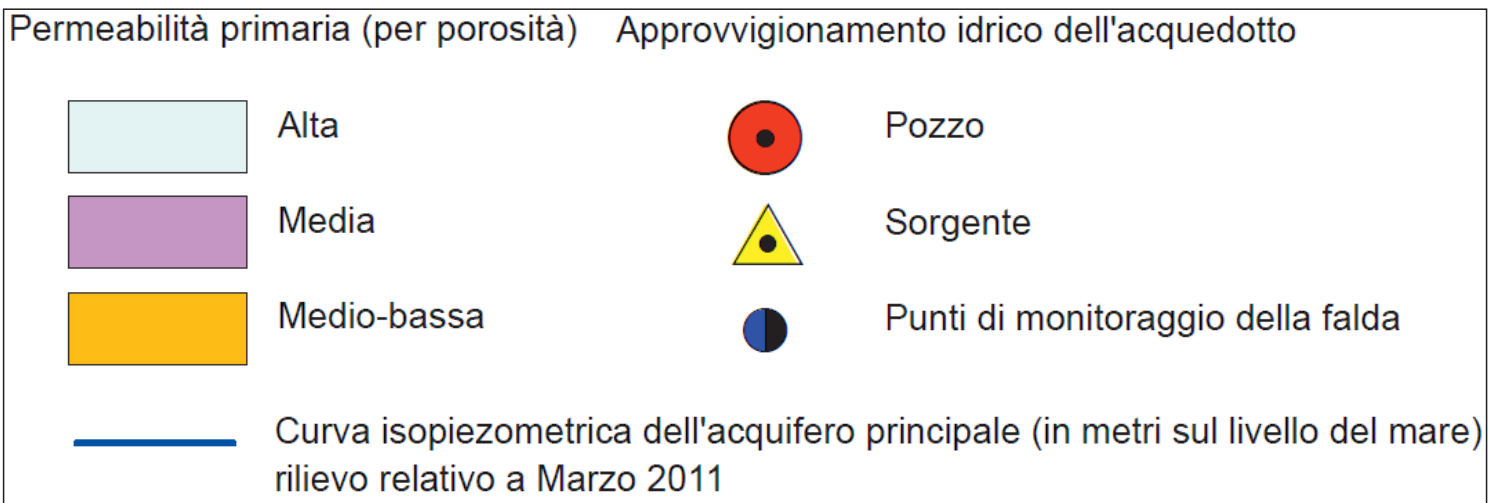 Permeabilità primaria (per porosità) Approvvigionamento idrico dell'acquedotto
Alta
Pozzo
Media
Sorgente
Medio-bassa
Punti di monitoraggio della falda
Curva isopiezometrica dell'acquifero principale (in metri sul livello del mare)
rilievo relativo a Marzo 2011